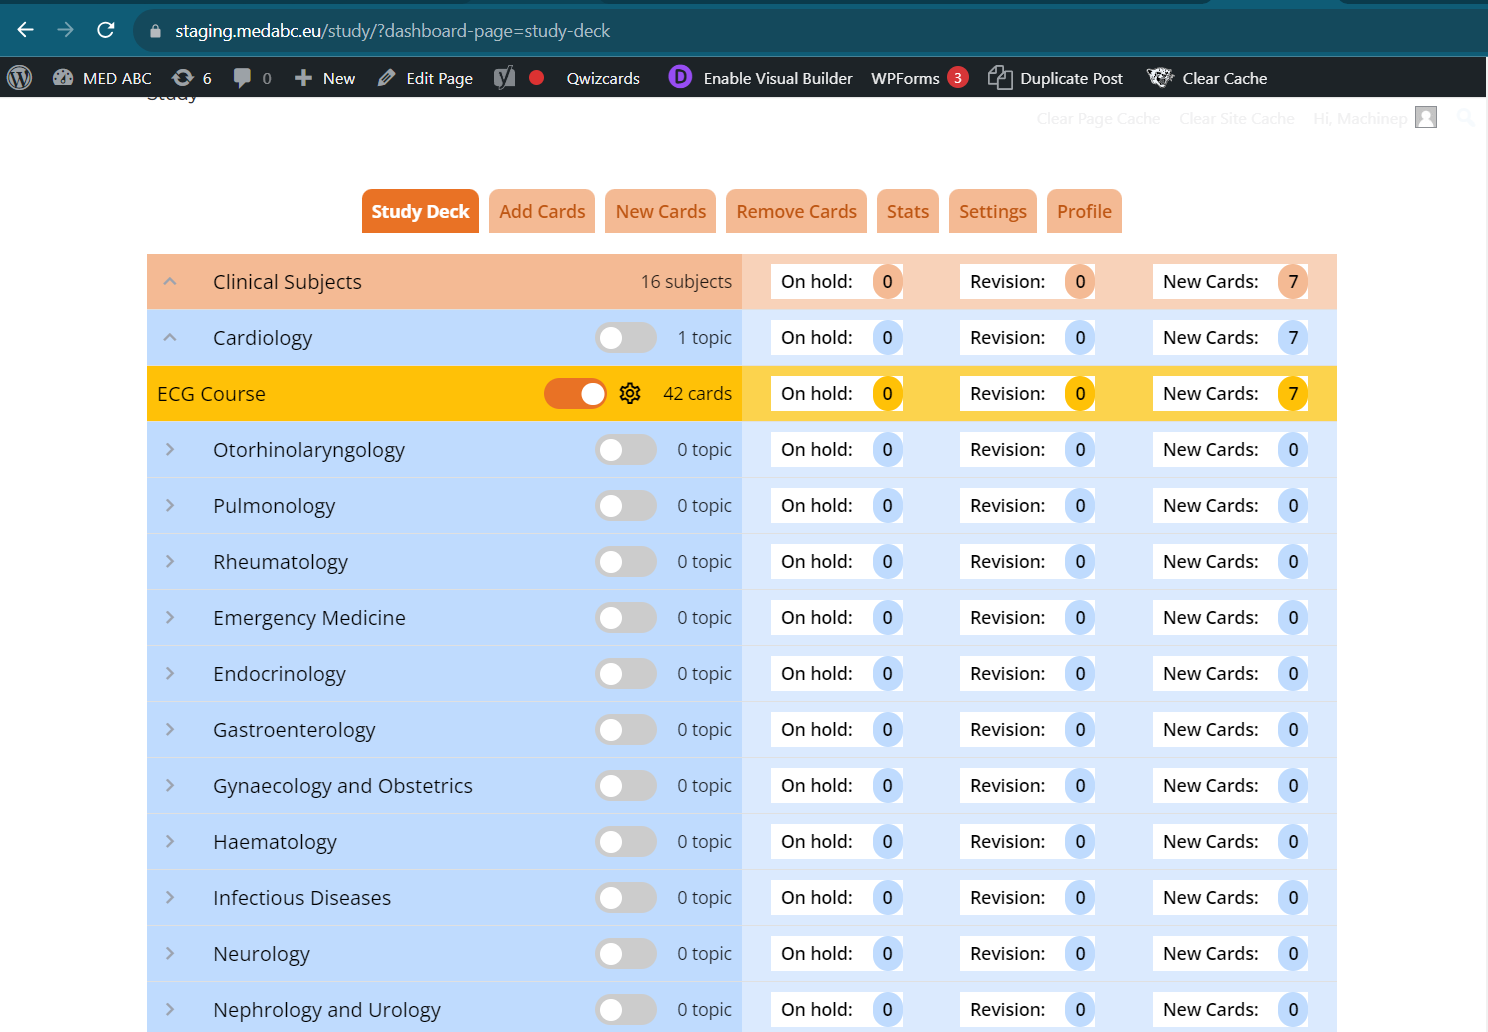 staging.medabc.eu/study/?dashboard-page=study-deck
MED ABC 6 0 New Edit Page Qwizcards D Enable Visual Builder WPForms 3 Duplicate Post Clear Cache
Study
Clear Page Cache Clear Site Cache Hi, Machinep
Study Deck Add Cards New Cards Remove Cards Stats Settings Profile
Clinical Subjects 16 subjects On hold: 0 Revision: 0 New Cards: 7
Cardiology 1 topic On hold: 0 Revision: 0 New Cards: 7
ECG Course 42 cards On hold: 0 Revision: 0 New Cards: 7
Otorhinolaryngology 0 topic On hold: 0 Revision: 0 New Cards: 0
Pulmonology 0 topic On hold: 0 Revision: 0 New Cards: 0
Rheumatology 0 topic On hold: 0 Revision: 0 New Cards: 0
Emergency Medicine 0 topic On hold: 0 Revision: 0 New Cards: 0
Endocrinology 0 topic On hold: 0 Revision: 0 New Cards: 0
Gastroenterology 0 topic On hold: 0 Revision: 0 New Cards: 0
Gynaecology and Obstetrics 0 topic On hold: 0 Revision: 0 New Cards: 0
Haematology 0 topic On hold: 0 Revision: 0 New Cards: 0
Infectious Diseases 0 topic On hold: 0 Revision: 0 New Cards: 0
Neurology 0 topic On hold: 0 Revision: 0 New Cards: 0
Nephrology and Urology 0 topic On hold: 0 Revision: 0 New Cards: 0